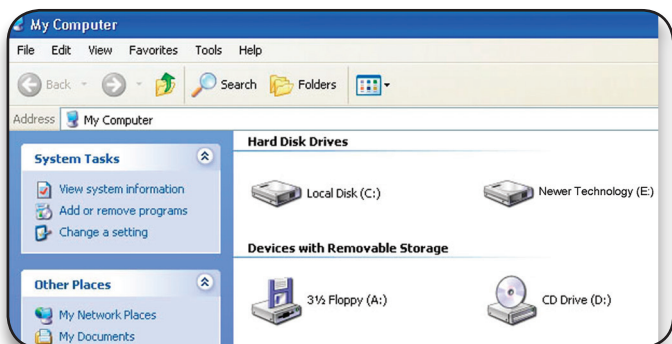 My Computer
File Edit View Favorites Tools Help
Back Search Folders
Address My Computer
System Tasks
View system information
Add or remove programs
Change a setting
Other Places
My Network Places
My Documents
Hard Disk Drives
Local Disk (C:) Newer Technology (E:)
Devices with Removable Storage
3½ Floppy (A:) CD Drive (D:)